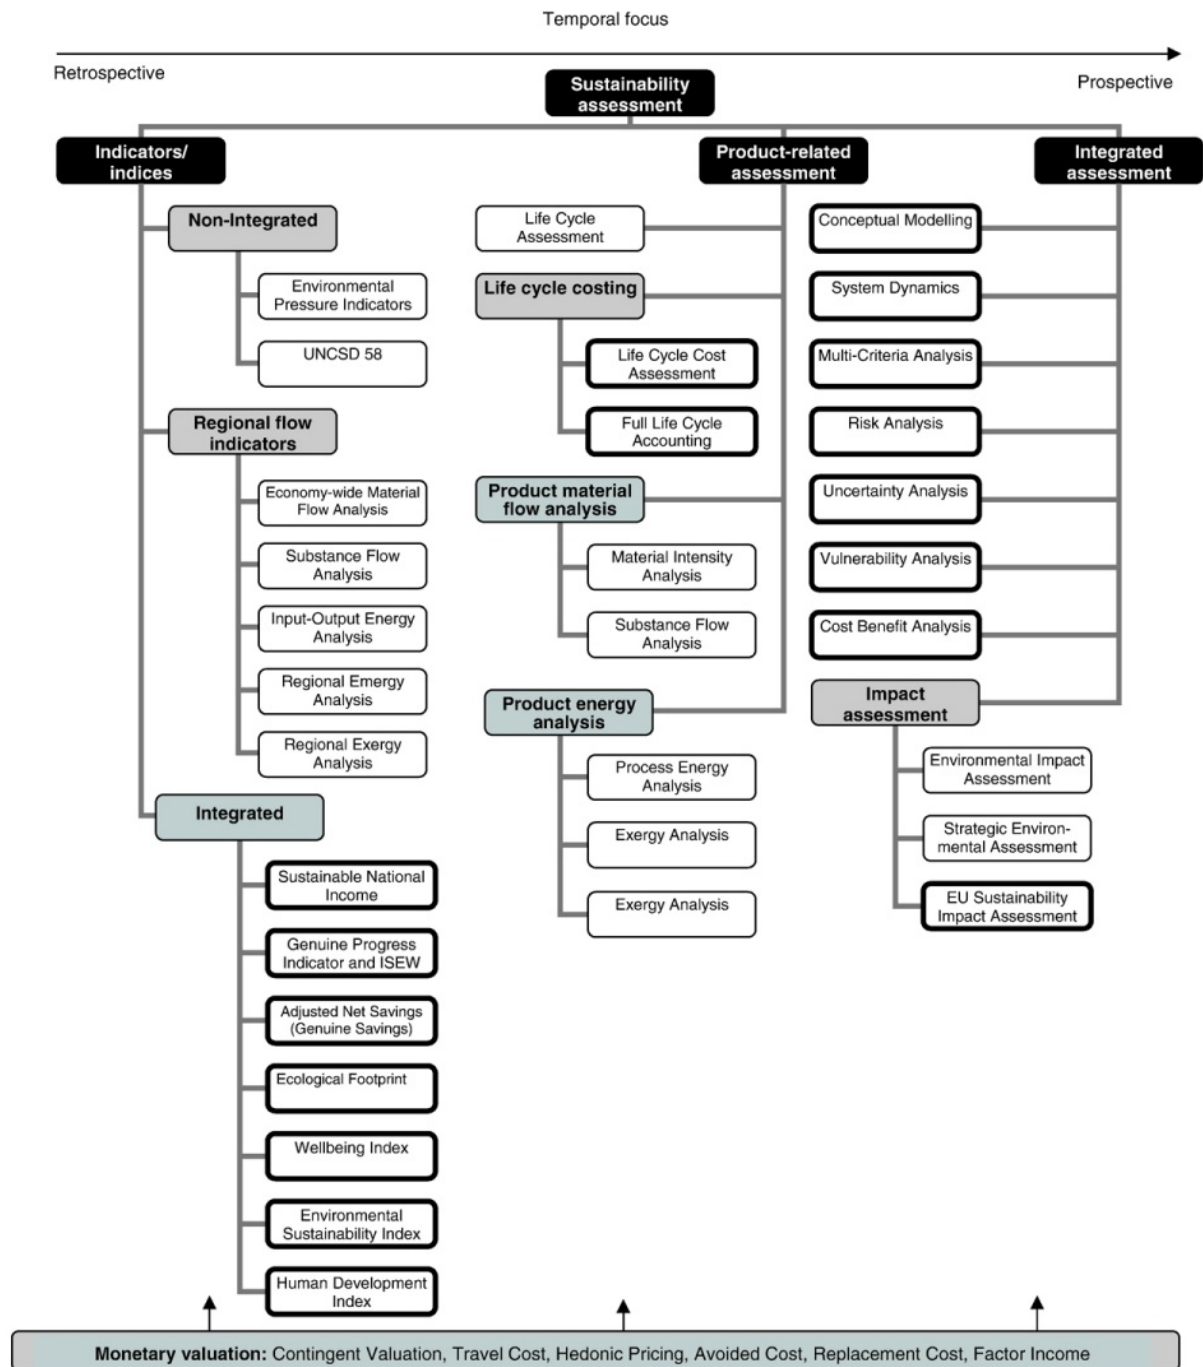 Temporal focus
Retrospective
Prospective
Sustainability
assessment
Indicators/
indices
Non-Integrated
Environmental
Pressure Indicators
UNCSD 58
Regional flow
indicators
Economy-wide Material
Flow Analysis
Substance Flow
Analysis
Input-Output Energy
Analysis
Regional Emergy
Analysis
Regional Exergy
Analysis
Integrated
Sustainable National
Income
Genuine Progress
Indicator and ISEW
Adjusted Net Savings
(Genuine Savings)
Ecological Footprint
Wellbeing Index
Environmental
Sustainability Index
Human Development
Index
Product-related
assessment
Life Cycle
Assessment
Life cycle costing
Life Cycle Cost
Assessment
Full Life Cycle
Accounting
Product material
flow analysis
Material Intensity
Analysis
Substance Flow
Analysis
Product energy
analysis
Process Energy
Analysis
Exergy Analysis
Exergy Analysis
Integrated
assessment
Conceptual Modelling
System Dynamics
Multi-Criteria Analysis
Risk Analysis
Uncertainty Analysis
Vulnerability Analysis
Cost Benefit Analysis
Impact
assessment
Environmental Impact
Assessment
Strategic Environ-
mental Assessment
EU Sustainability
Impact Assessment
Monetary valuation: Contingent Valuation, Travel Cost, Hedonic Pricing, Avoided Cost, Replacement Cost, Factor Income